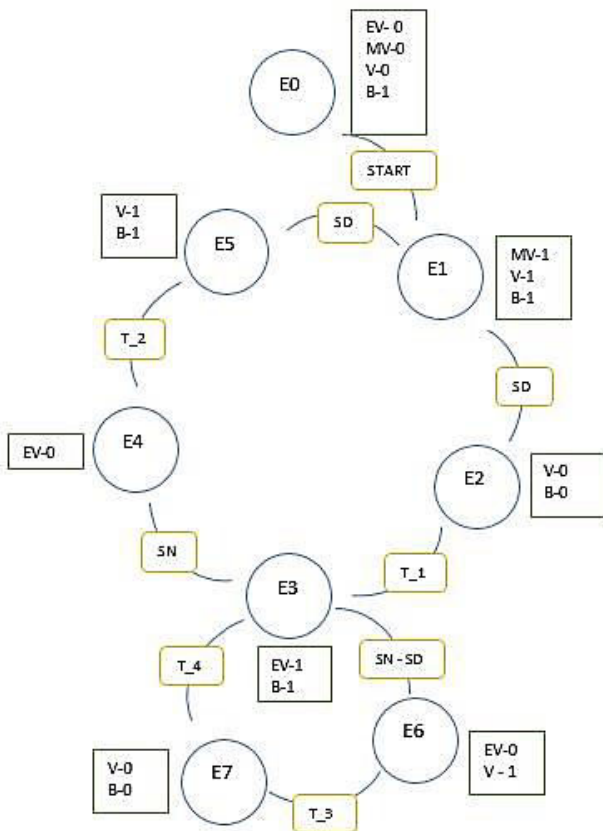 EV- 0
MV-0
V-0
B-1
E0
START
V-1
B-1
E5
SD
E1
MV-1
V-1
B-1
T_2
SD
EV-0
E4
E2
V-0
B-0
SN
T_1
E3
T_4
EV-1
B-1
SN - SD
V-0
B-0
E7
E6
EV-0
V - 1
T_3